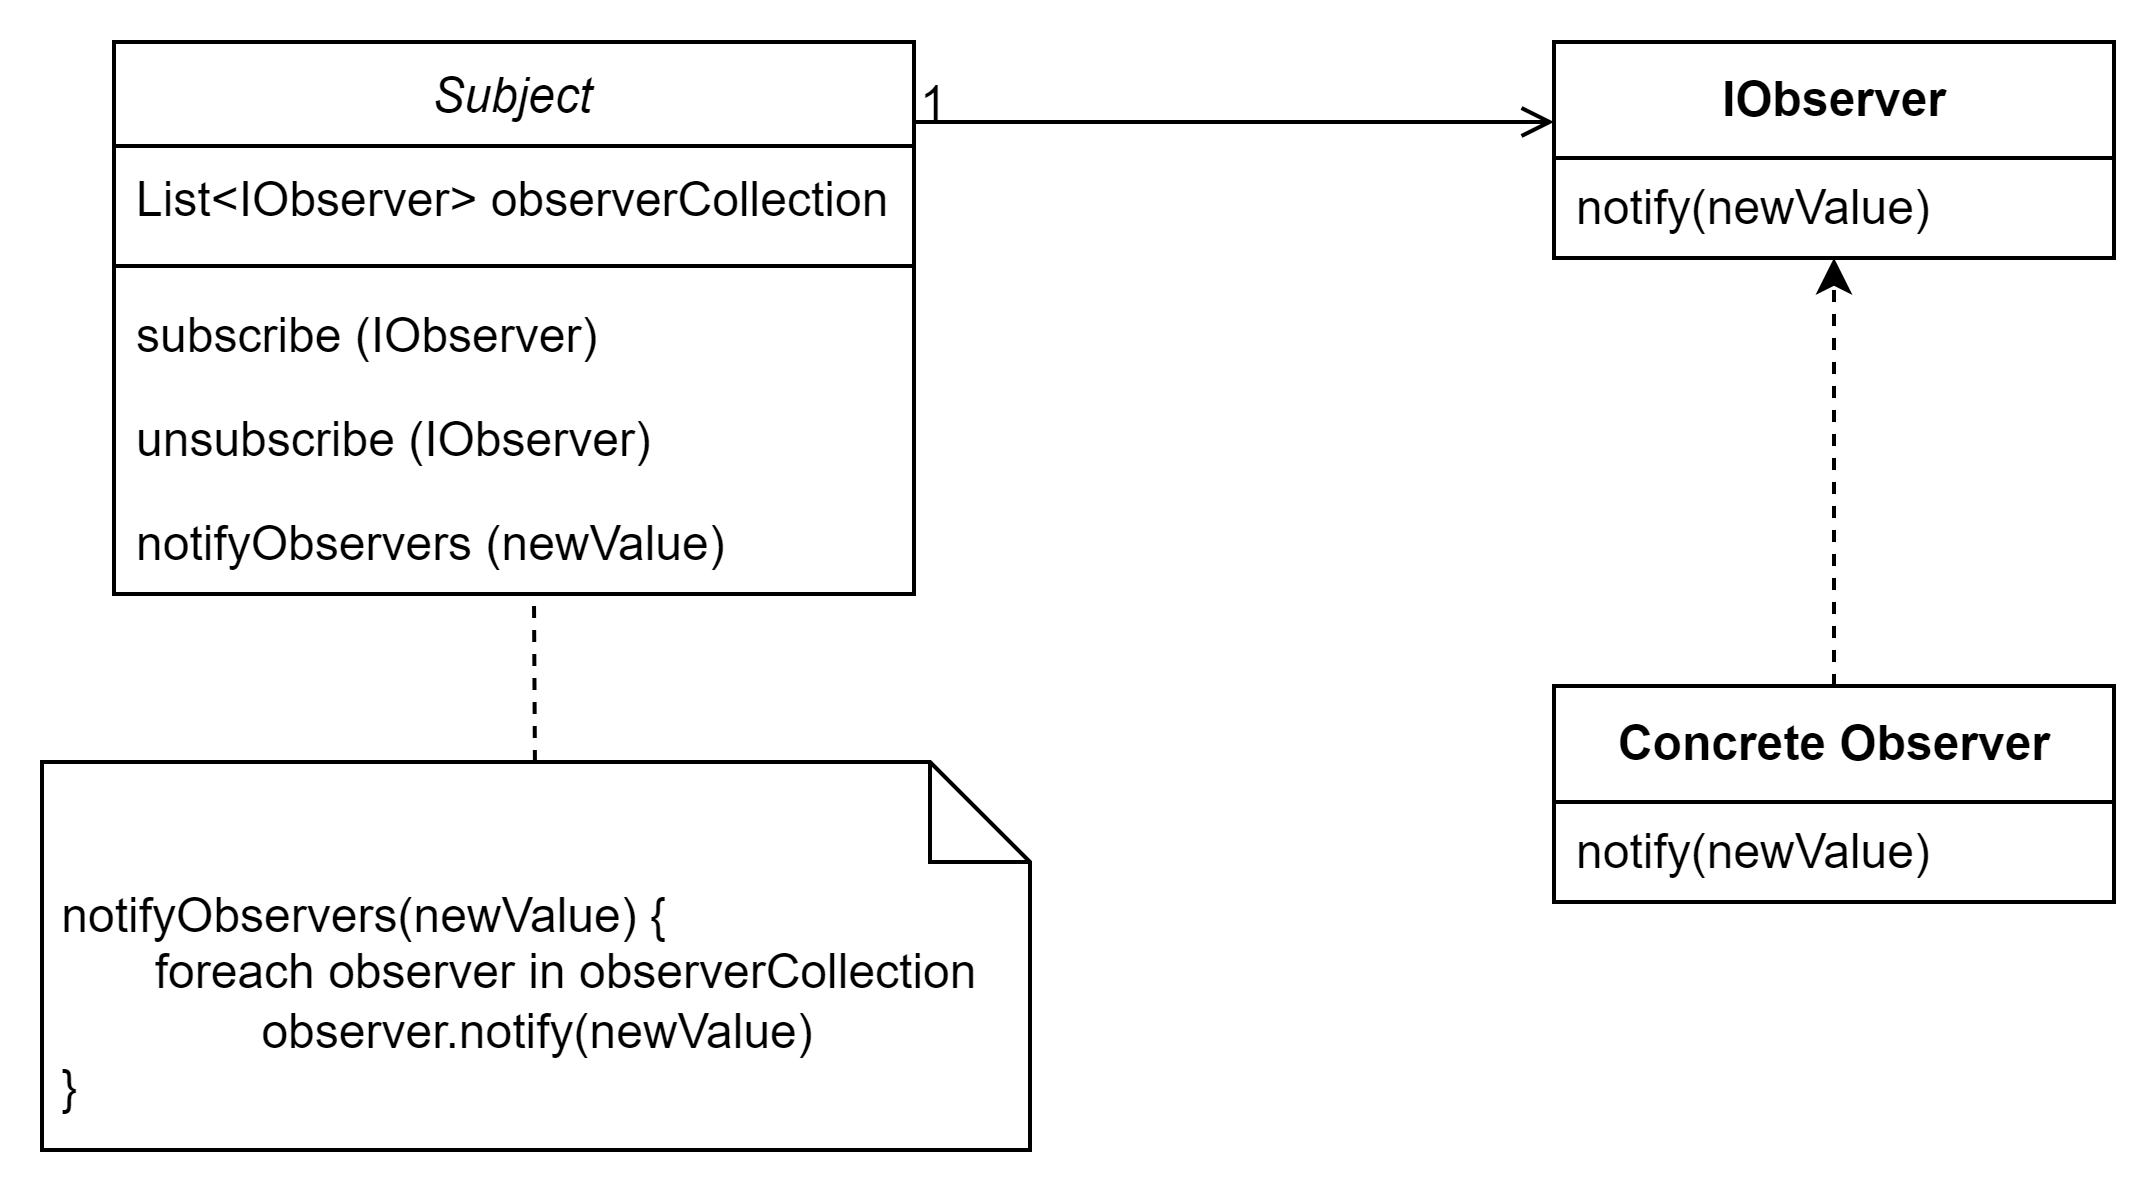 Subject
1
List<IObserver> observerCollection
subscribe (IObserver)
unsubscribe (IObserver)
notifyObservers (newValue)
IObserver
notify(newValue)
Concrete Observer
notify(newValue)
notifyObservers(newValue) {
foreach observer in observerCollection
observer.notify(newValue)
}